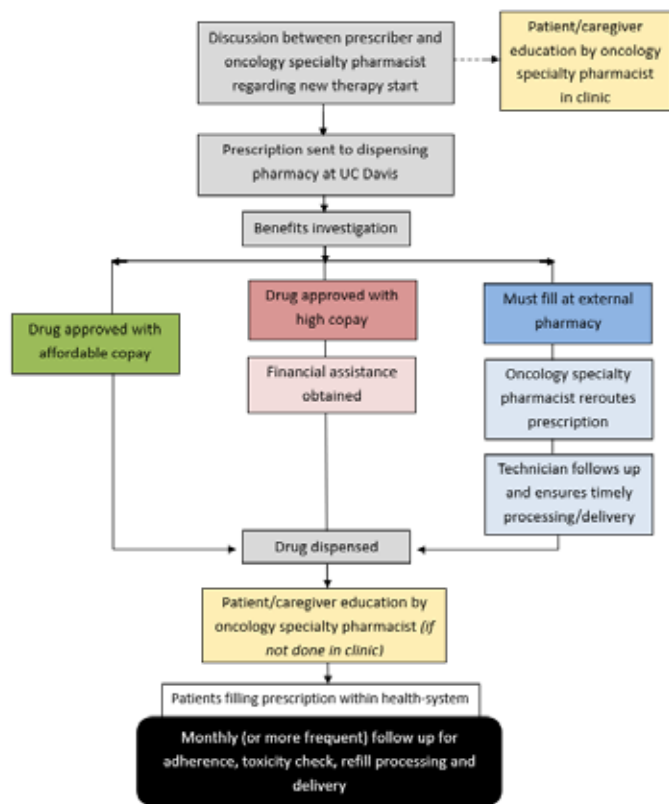 Discussion between prescriber and
oncology specialty pharmacist
regarding new therapy start
Patient/caregiver
education by oncology
specialty pharmacist
in clinic
Prescription sent to dispensing
pharmacy at UC Davis
Benefits investigation
Drug approved with
affordable copay
Drug approved with
high copay
Must fill at external
pharmacy
Financial assistance
obtained
Oncology specialty
pharmacist reroutes
prescription
Technician follows up
and ensures timely
processing/delivery
Drug dispensed
Patient/caregiver education by
oncology specialty pharmacist (if
not done in clinic)
Patients filling prescription within health-system
Monthly (or more frequent) follow up for
adherence, toxicity check, refill processing and
delivery